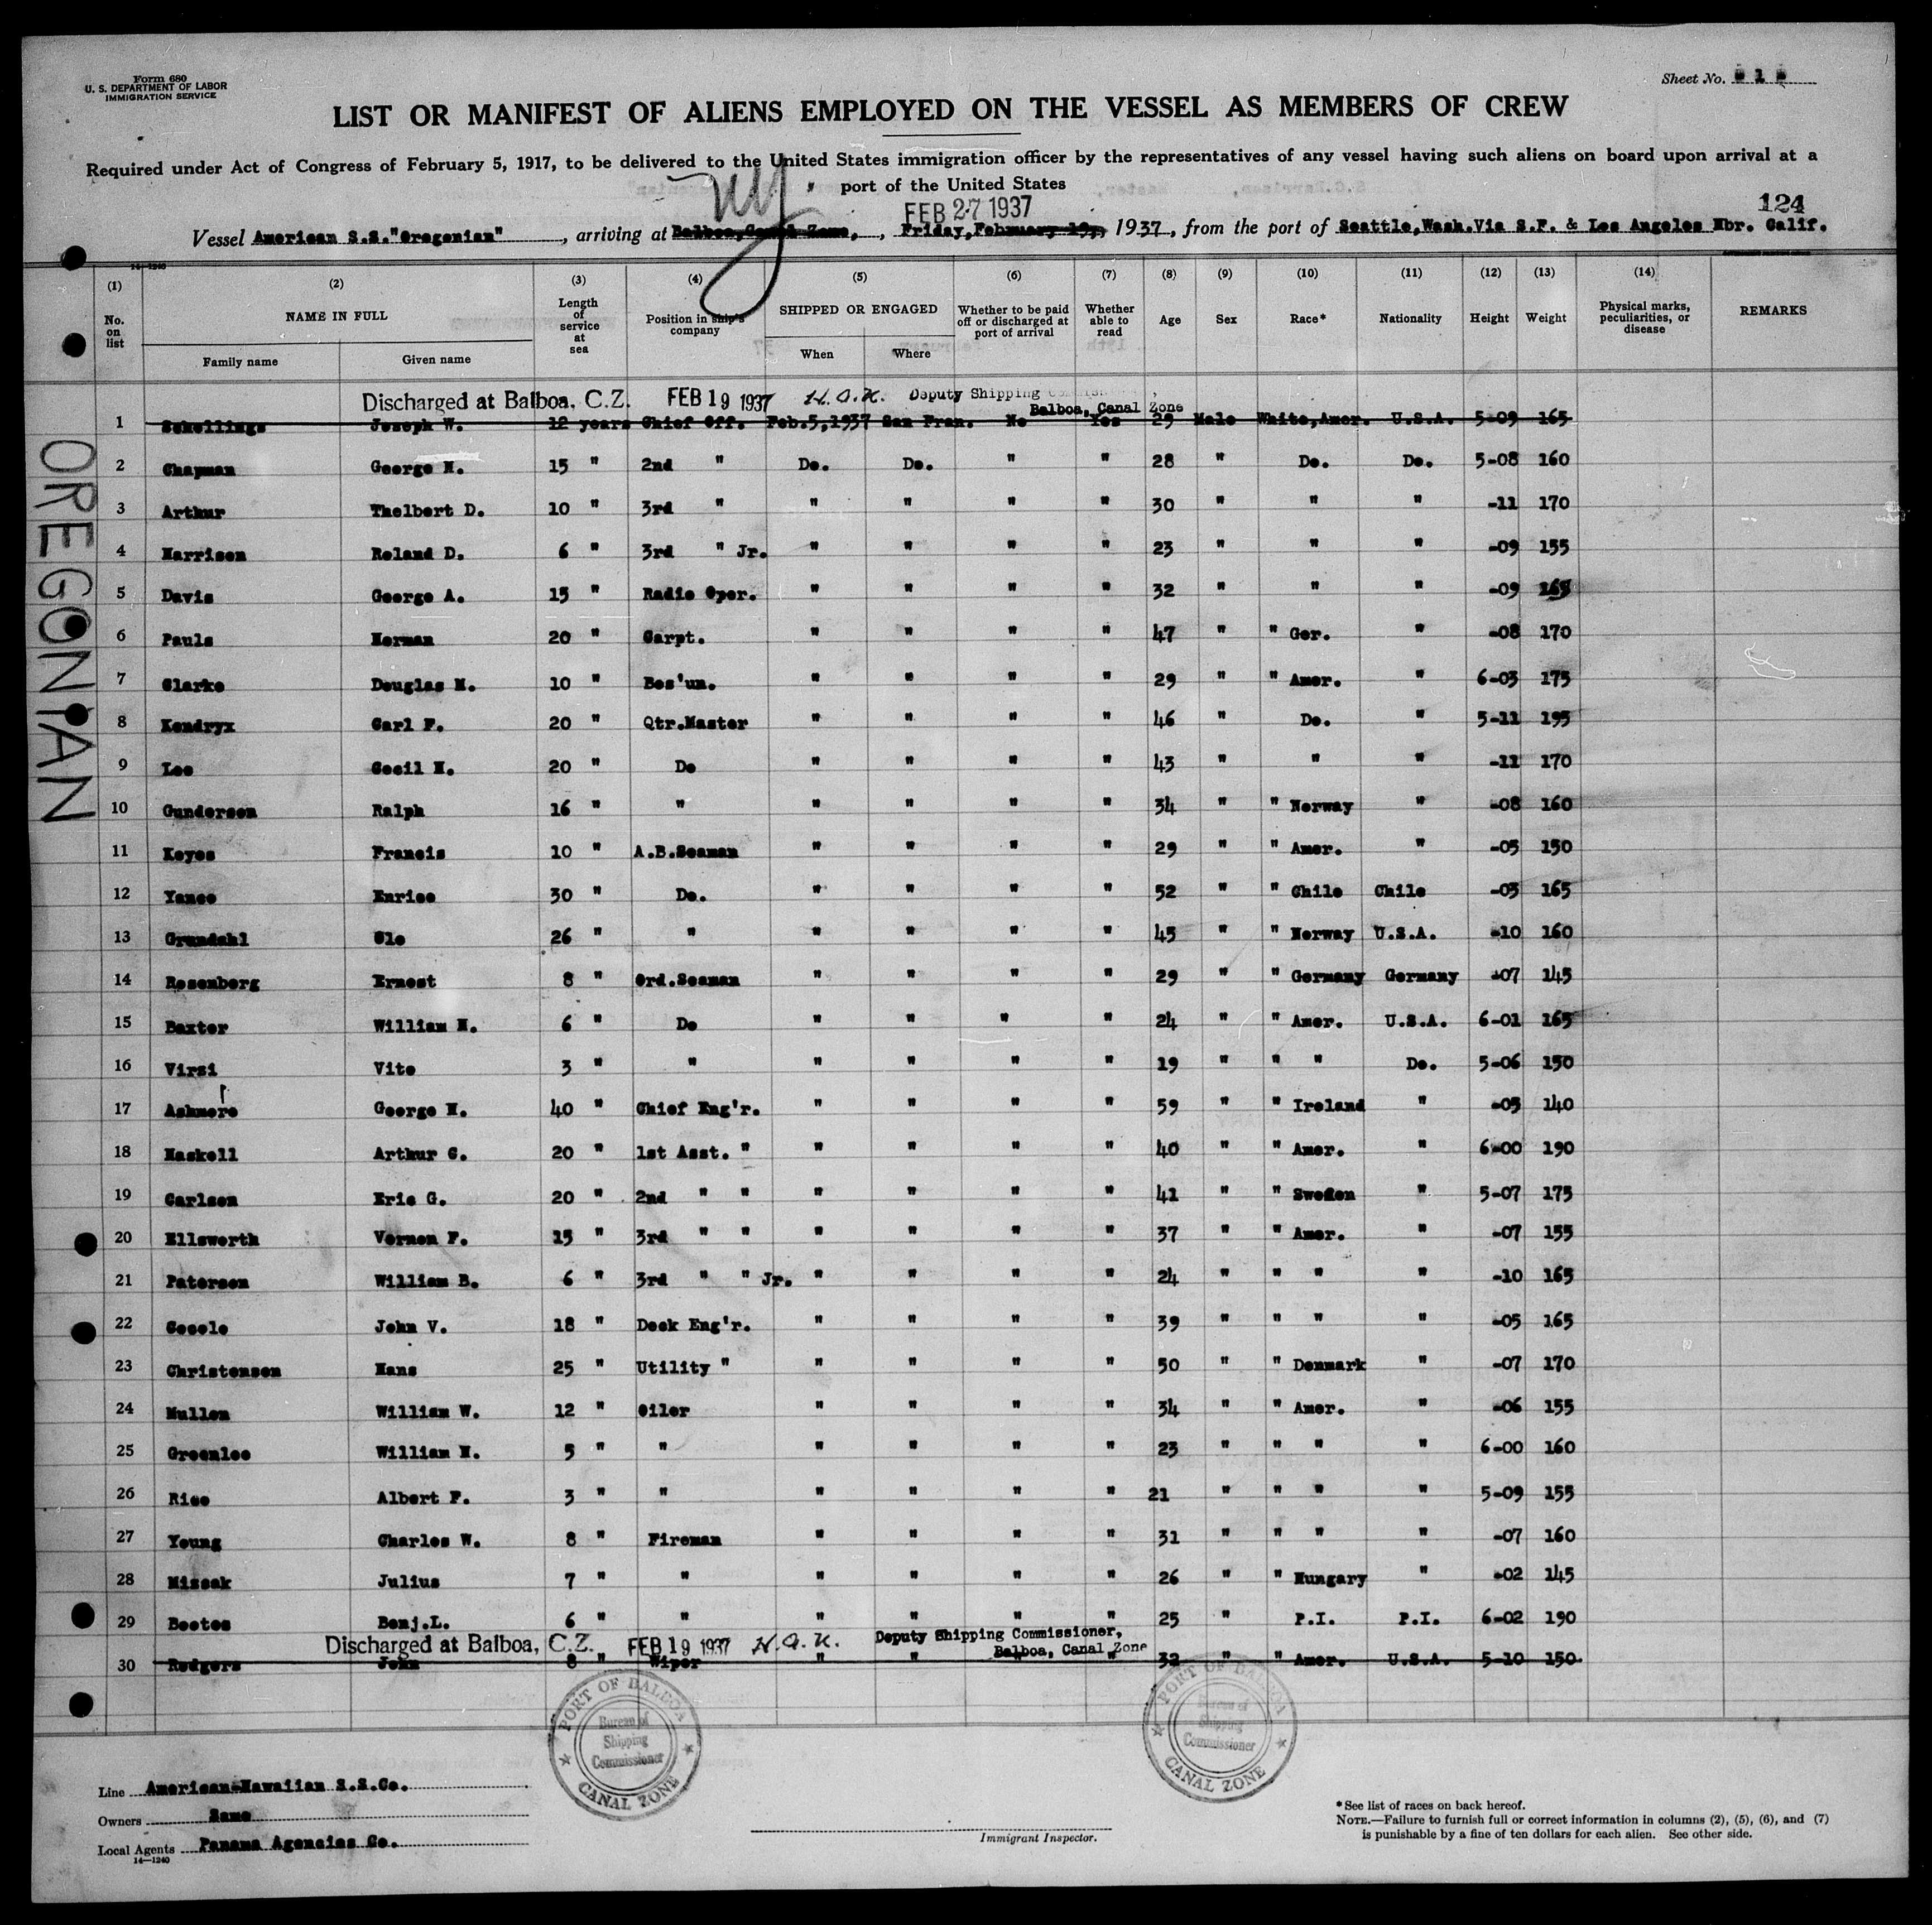 Form 680
U. S. DEPARTMENT OF LABOR
IMMIGRATION SERVICE
Sheet No. 1
LIST OR MANIFEST OF ALIENS EMPLOYED ON THE VESSEL AS MEMBERS OF CREW
Required under Act of Congress of February 5, 1917, to be delivered to the United States immigration officer by the representatives of any vessel having such aliens on board upon arrival at a
port of the United States
NY
FEB 27 1937
124
Vessel American S.S."Oregonian", arriving at Balboa,Canal Zone, , Friday,February 19, 1937, from the port of Seattle,Wash.Via S.F. & Los Angeles Hbr. Calif.
14-1240
(1) (2) (3) (4) (5) (6) (7) (8) (9) (10) (11) (12) (13) (14)
No. on list NAME IN FULL Length of service at sea Position in ship's company SHIPPED OR ENGAGED Whether to be paid off or discharged at port of arrival Whether able to read Age Sex Race* Nationality Height Weight Physical marks, peculiarities, or disease REMARKS
Family name Given name When Where
OREGONIAN
Discharged at Balboa, C.Z. FEB 19 1937 H.A.K. Deputy Shipping
Balboa, Canal Zone
1 Joseph W. 12 years Chief Off. Feb.5,1937 San Fran. No Yes 29 Male White,Amer. U.S.A. 5-09 165
2 Chapman George H. 15 " 2nd " Do. Do. " " 28 " Do. Do. 5-08 160
3 Arthur Thelbert D. 10 " 3rd " " " " " 30 " " " -11 170
4 Harrison Roland D. 6 " 3rd " Jr. " " " " 23 " " " -09 155
5 Davis George A. 15 " Radio Oper. " " " " 32 " " " -09 165
6 Pauls Herman 20 " Carpt. " " " " 47 " " Ger. " -08 170
7 Clarke Douglas H. 10 " Bos'un. " " " " 29 " " Amer. " 6-03 175
8 Kendryx Carl F. 20 " Qtr.Master " " " " 46 " Do. " 5-11 195
9 Lee Cecil H. 20 " Do " " " " 43 " " " -11 170
10 Gunderson Ralph 16 " " " " " " 34 " " Norway " -08 160
11 Keyes Francis 10 " A.B.Seaman " " " " 29 " " Amer. " -05 150
12 Yanco Enrico 30 " Do. " " " " 52 " " Chile Chile -05 165
13 Grundahl Ole 26 " " " " " " 45 " " Norway U.S.A. -10 160
14 Rosenberg Ernest 8 " Ord.Seaman " " " " 29 " " Germany Germany -07 145
15 Baxter William H. 6 " Do " " " " 24 " " Amer. U.S.A. 6-01 165
16 Virzi Vito 3 " " " " " " 19 " " " Do. 5-06 150
17 Ashmore George H. 40 " Chief Eng'r. " " " " 59 " " Ireland " -05 140
18 Haskell Arthur G. 20 " 1st Asst. " " " " " 40 " " Amer. " 6-00 190
19 Carlson Eric G. 20 " 2nd " " " " " " 41 " " Sweden " 5-07 175
20 Ellsworth Vernon F. 15 " 3rd " " " " " " 37 " " Amer. " -07 155
21 Paterson William B. 6 " 3rd " " Jr. " " " " 24 " " " " -10 165
22 John V. 18 " Deck Eng'r. " " " " 39 " " " " -05 165
23 Christensen Hans 25 " Utility " " " " " 50 " " Denmark " -07 170
24 Mullen William W. 12 " Oiler " " " " 34 " " Amer. " -06 155
25 Greenlee William H. 5 " " " " " " 23 " " " " 6-00 160
26 Rice Albert F. 3 " " " " " " 21 " " " " 5-09 155
27 Young Charles W. 8 " Fireman " " " " 31 " " " " -07 160
28 Julius 7 " " " " " " 26 " " Hungary " -02 145
29 Bootes Benj.L. 6 " " " " " " 25 " P.I. P.I. 6-02 190
Discharged at Balboa, C.Z. FEB 19 1937 H.A.K. Deputy Shipping Commissioner,
Balboa, Canal Zone
30 Rodgers John 8 " Wiper " " " " 32 " " Amer. U.S.A. 5-10 150
PORT OF BALBOA Bureau of Shipping Commissioner CANAL ZONE
PORT OF BALBOA Bureau of Shipping Commissioner CANAL ZONE
Line American-Hawaiian S.S.Co.
Owners Same
Local Agents Panama Agencies Co.
14-1240
Immigrant Inspector.
*See list of races on back hereof.
NOTE.—Failure to furnish full or correct information in columns (2), (5), (6), and (7)
is punishable by a fine of ten dollars for each alien. See other side.